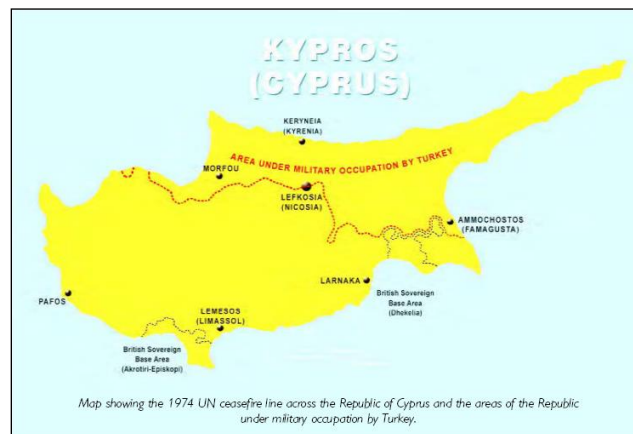 KYPROS
(CYPRUS)
KERYNEIA
(KYRENIA)
AREA UNDER MILITARY OCCUPATION BY TURKEY
MORFOU
LEFKOSIA
(NICOSIA)
AMMOCHOSTOS
(FAMAGUSTA)
LARNAKA
British Sovereign
Base Area
(Dhekelia)
PAFOS
LEMESOS
(LIMASSOL)
British Sovereign
Base Area
(Akrotiri-Episkopi)
Map showing the 1974 UN ceasefire line across the Republic of Cyprus and the areas of the Republic
under military occupation by Turkey.